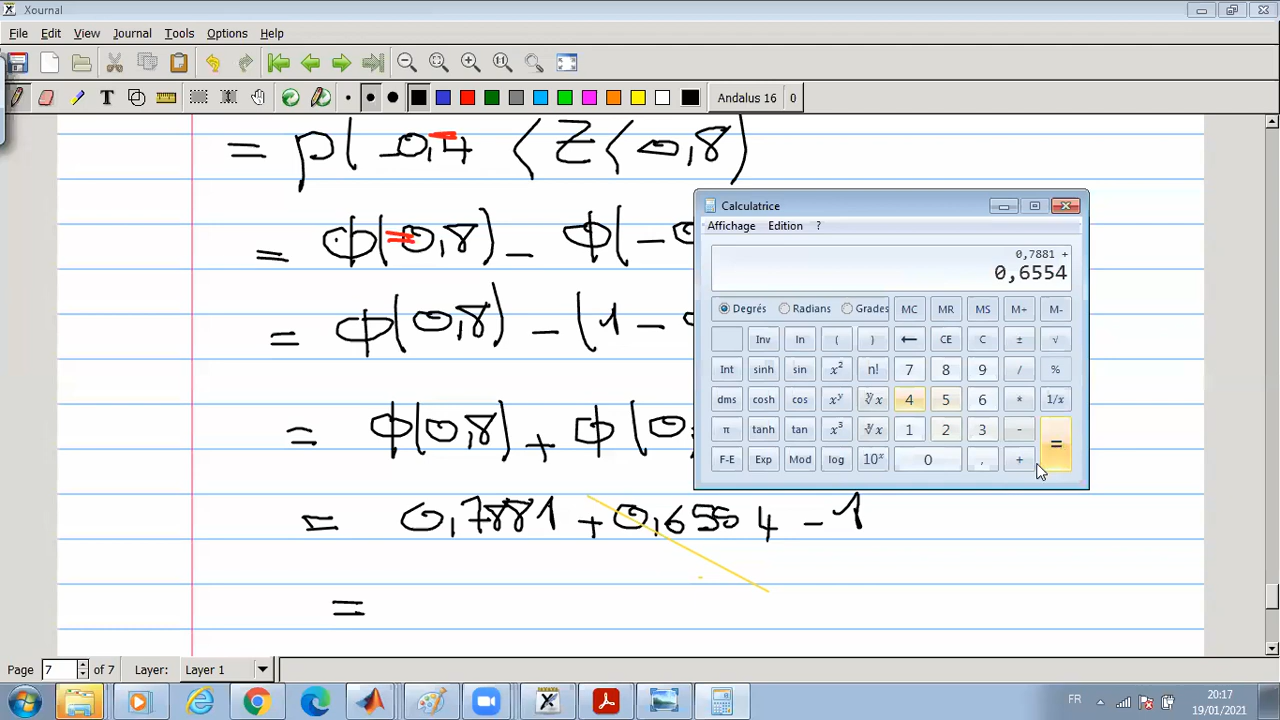 Xournal
File Edit View Journal Tools Options Help
Andalus 16 0
= p( -0,4 < Z < 0,8)
= ϕ(0,8) - ϕ(-
= ϕ(0,8) - (1 -
= ϕ(0,8) + ϕ(0,
= 0,7881 + 0,6554 - 1
=
Calculatrice
Affichage Edition ?
0,7881 +
0,6554
Degrés Radians Grades MC MR MS M+ M-
Inv ln ( ) ← CE C ± √
Int sinh sin x² n! 7 8 9 / %
dms cosh cos xʸ ʸ√x 4 5 6 * 1/x
π tanh tan x³ ³√x 1 2 3 - =
F-E Exp Mod log 10ˣ 0 , +
Page 7 of 7 Layer: Layer 1
FR 20:17
19/01/2021